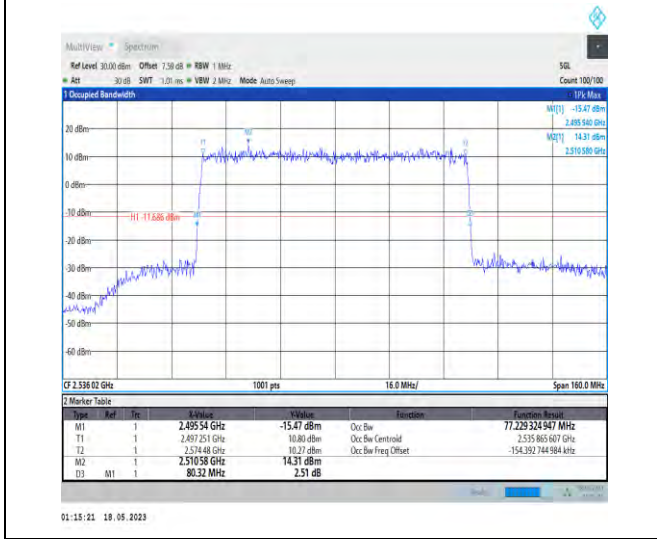 MultiView Spectrum
Ref Level 30.00 dBm Offset 7.59 dB RBW 1 MHz SGL
Att 30 dB SWT 1.01 ms VBW 2 MHz Mode Auto Sweep Count 100/100
1 Occupied Bandwidth 1Pk Max
M1[1] -15.47 dBm
2.495 540 GHz
M2[1] 14.31 dBm
2.510 580 GHz
20 dBm
10 dBm
0 dBm
-10 dBm
H1 -11.686 dBm
-20 dBm
-30 dBm
-40 dBm
-50 dBm
-60 dBm
CF 2.536 02 GHz 1001 pts 16.0 MHz/ Span 160.0 MHz
2 Marker Table
Type Ref Trc X-Value Y-Value Function Function Result
M1 1 2.495 54 GHz -15.47 dBm Occ Bw 77.229 324 947 MHz
T1 1 2.497 251 GHz 10.80 dBm Occ Bw Centroid 2.535 865 607 GHz
T2 1 2.574 48 GHz 10.27 dBm Occ Bw Freq Offset -154.392 744 984 kHz
M2 1 2.510 58 GHz 14.31 dBm
D3 M1 1 80.32 MHz 2.51 dB
01:15:21 18.05.2023